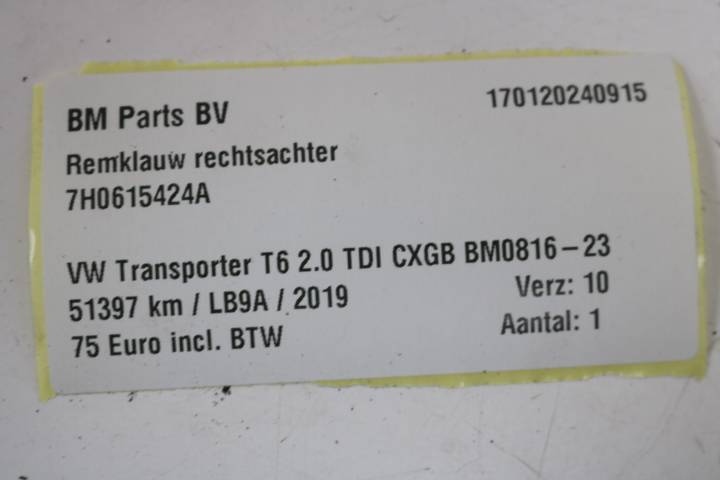 BM Parts BV 170120240915
Remklauw rechtsachter
7H0615424A
VW Transporter T6 2.0 TDI CXGB BM0816-23
51397 km / LB9A / 2019 Verz: 10
75 Euro incl. BTW Aantal: 1